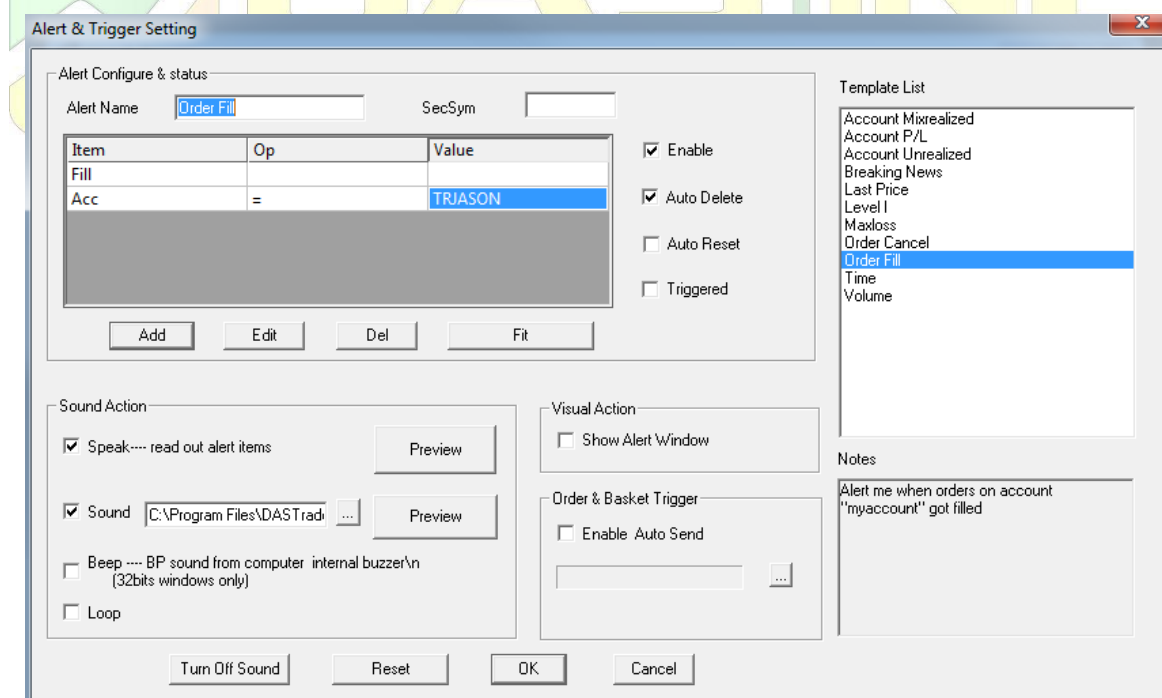 Alert & Trigger Setting
Alert Configure & status
Alert Name Order Fill SecSym
Item Op Value
Fill
Acc = TRJASON
Enable
Auto Delete
Auto Reset
Triggered
Add Edit Del Fit
Template List
Account Mixrealized
Account P/L
Account Unrealized
Breaking News
Last Price
Level I
Maxloss
Order Cancel
Order Fill
Time
Volume
Sound Action
Speak---- read out alert items Preview
Sound C:\Program Files\DASTrad ... Preview
Beep ---- BP sound from computer internal buzzer\n
(32bits windows only)
Loop
Visual Action
Show Alert Window
Order & Basket Trigger
Enable Auto Send
...
Notes
Alert me when orders on account
"myaccount" got filled
Turn Off Sound Reset OK Cancel